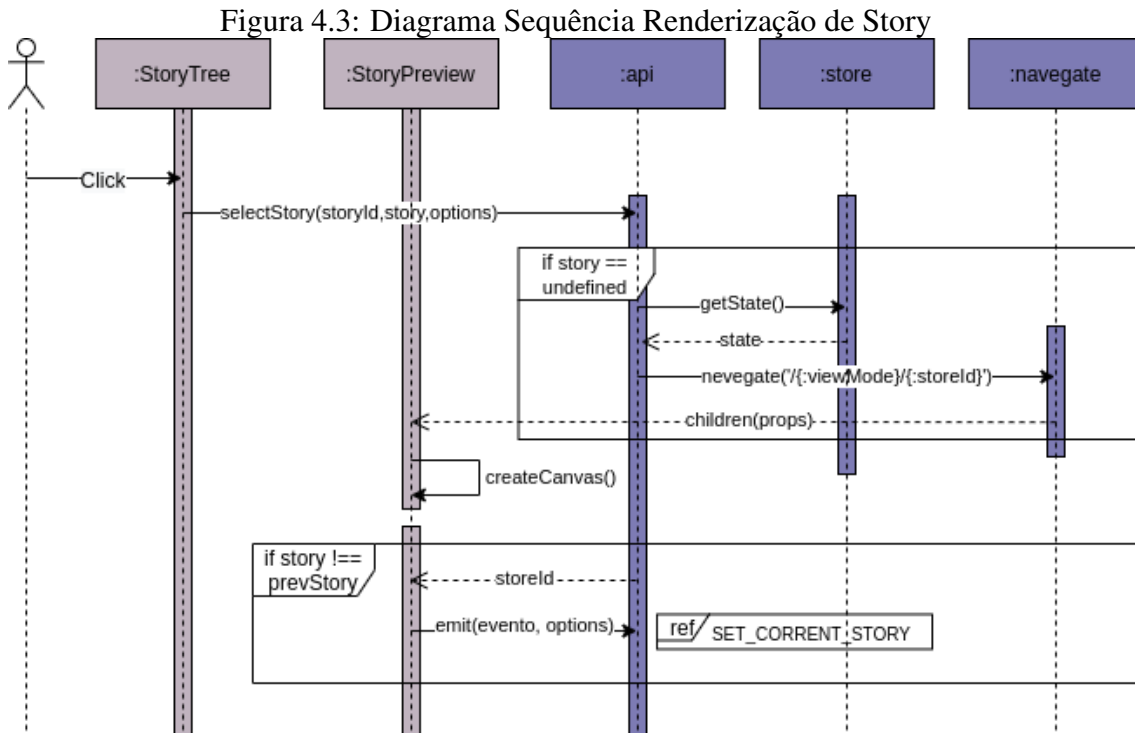 Figura 4.3: Diagrama Sequência Renderização de Story
:StoryTree
:StoryPreview
:api
:store
:navegate
Click
selectStory(storyId,story,options)
if story ==
undefined
getState()
state
nevegate('/{:viewMode}/{:storeId}')
children(props)
createCanvas()
if story !==
prevStory
storeId
emit(evento, options)
ref
SET_CORRENT_STORY